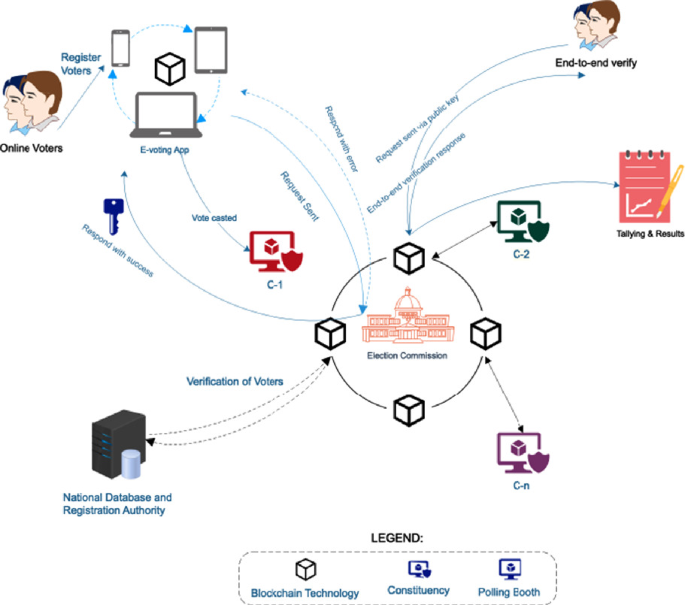 Register
Voters
Online Voters
E-voting App
Respond with error
Request Sent
Vote casted
Respond with success
C-1
End-to-end verify
Request sent via public key
End-to-end verification response
Tallying & Results
C-2
Election Commission
Verification of Voters
National Database and
Registration Authority
C-n
LEGEND:
Blockchain Technology
Constituency
Polling Booth